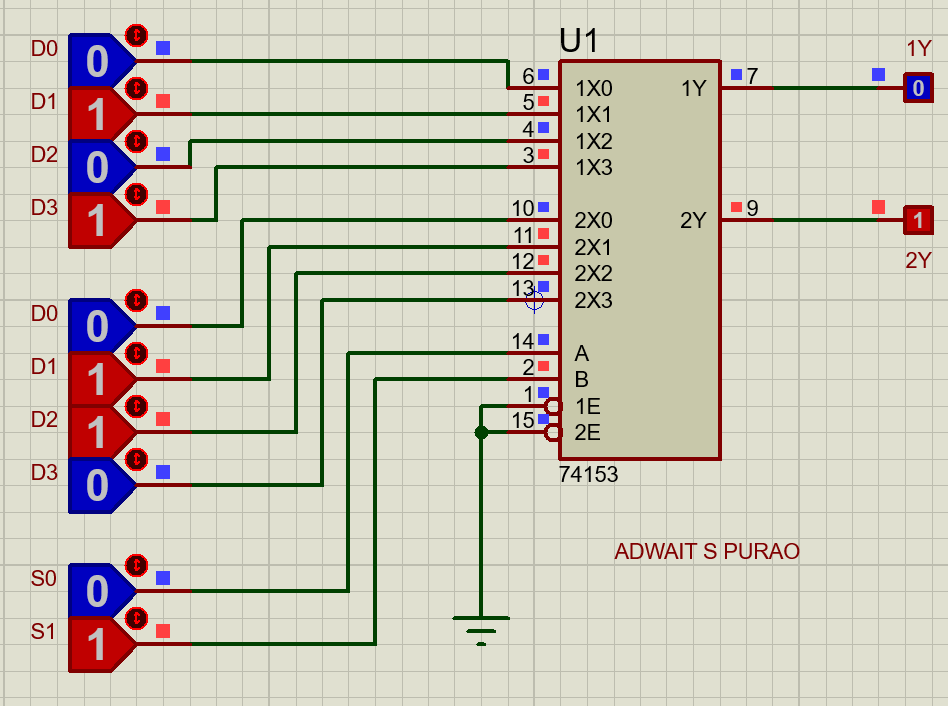 U1
D0 0
D1 1
D2 0
D3 1
D0 0
D1 1
D2 1
D3 0
S0 0
S1 1
6 1X0
5 1X1
4 1X2
3 1X3
10 2X0
11 2X1
12 2X2
13 2X3
14 A
2 B
1 1E
15 2E
1Y 7
2Y 9
74153
1Y
0
1
2Y
ADWAIT S PURAO